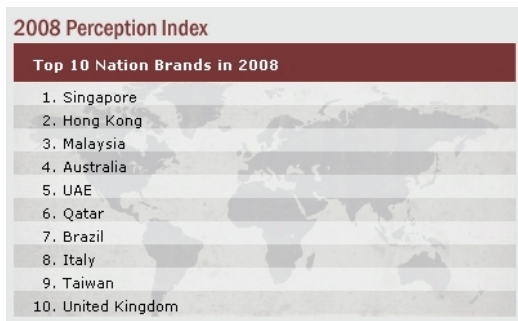 2008 Perception Index
Top 10 Nation Brands in 2008
1. Singapore
2. Hong Kong
3. Malaysia
4. Australia
5. UAE
6. Qatar
7. Brazil
8. Italy
9. Taiwan
10. United Kingdom